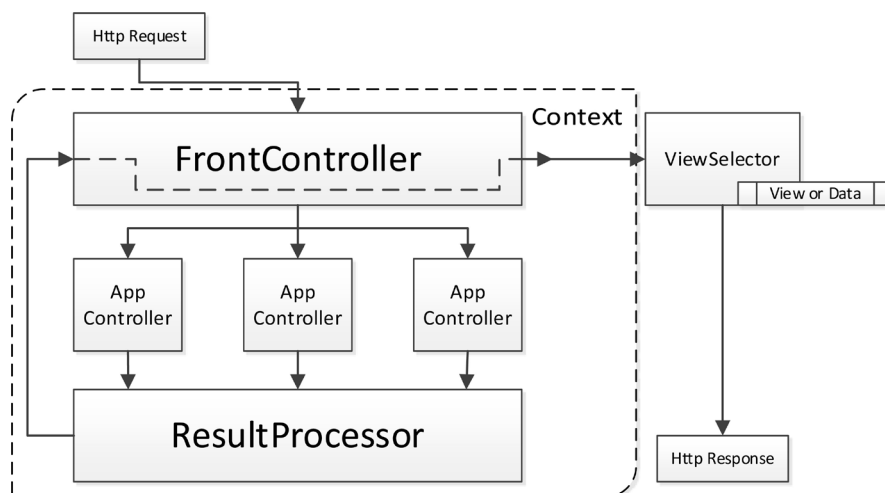 Http Request
Context
FrontController
ViewSelector
View or Data
App
Controller
App
Controller
App
Controller
ResultProcessor
Http Response